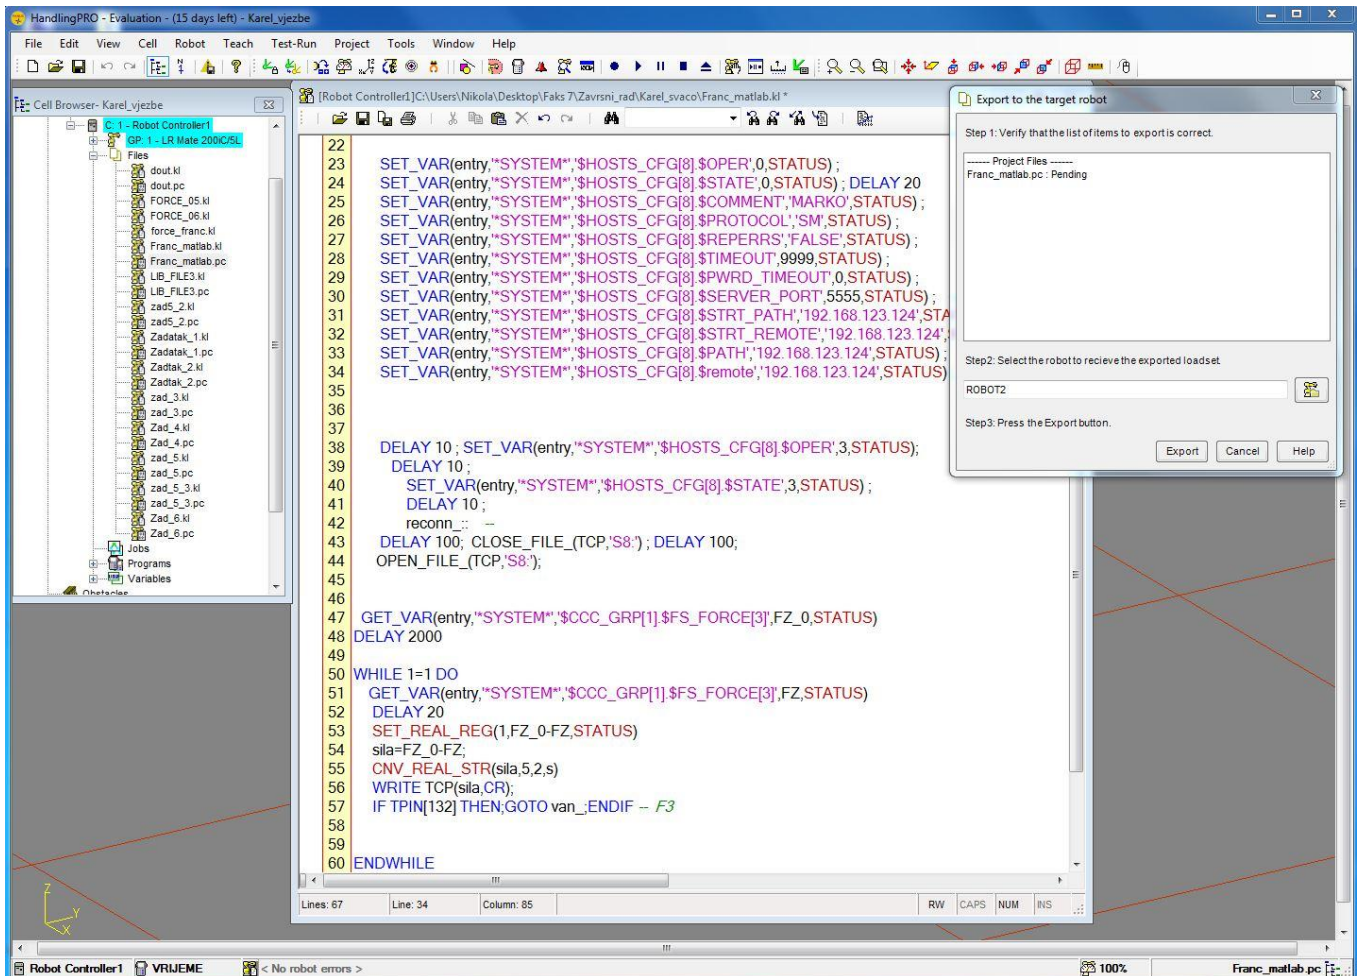 HandlingPRO - Evaluation - (15 days left) - Karel_vjezbe
File Edit View Cell Robot Teach Test-Run Project Tools Window Help
Cell Browser- Karel_vjezbe
C: 1 - Robot Controller1
GP: 1 - LR Mate 200iC/5L
Files
dout.kl
dout.pc
FORCE_05.kl
FORCE_06.kl
force_franc.kl
Franc_matlab.kl
Franc_matlab.pc
LIB_FILE3.kl
LIB_FILE3.pc
zad5_2.kl
zad5_2.pc
Zadatak_1.kl
Zadatak_1.pc
Zadtak_2.kl
Zadtak_2.pc
zad_3.kl
zad_3.pc
Zad_4.kl
Zad_4.pc
zad_5.kl
zad_5.pc
zad_5_3.kl
zad_5_3.pc
Zad_6.kl
Zad_6.pc
Jobs
Programs
Variables
Obstacles
[Robot Controller1]C:\Users\Nikola\Desktop\Faks 7\Zavrsni_rad\Karel_svaco\Franc_matlab.kl *
22
23 SET_VAR(entry,'*SYSTEM*','$HOSTS_CFG[8].$OPER',0,STATUS) ;
24 SET_VAR(entry,'*SYSTEM*','$HOSTS_CFG[8].$STATE',0,STATUS) ; DELAY 20
25 SET_VAR(entry,'*SYSTEM*','$HOSTS_CFG[8].$COMMENT','MARKO',STATUS) ;
26 SET_VAR(entry,'*SYSTEM*','$HOSTS_CFG[8].$PROTOCOL','SM',STATUS) ;
27 SET_VAR(entry,'*SYSTEM*','$HOSTS_CFG[8].$REPERRS','FALSE',STATUS) ;
28 SET_VAR(entry,'*SYSTEM*','$HOSTS_CFG[8].$TIMEOUT',9999,STATUS) ;
29 SET_VAR(entry,'*SYSTEM*','$HOSTS_CFG[8].$PWRD_TIMEOUT',0,STATUS) ;
30 SET_VAR(entry,'*SYSTEM*','$HOSTS_CFG[8].$SERVER_PORT',5555,STATUS) ;
31 SET_VAR(entry,'*SYSTEM*','$HOSTS_CFG[8].$STRT_PATH','192.168.123.124',STA
32 SET_VAR(entry,'*SYSTEM*','$HOSTS_CFG[8].$STRT_REMOTE','192.168.123.124',
33 SET_VAR(entry,'*SYSTEM*','$HOSTS_CFG[8].$PATH','192.168.123.124',STATUS) ;
34 SET_VAR(entry,'*SYSTEM*','$HOSTS_CFG[8].$remote','192.168.123.124',STATUS)
35
36
37
38 DELAY 10 ; SET_VAR(entry,'*SYSTEM*','$HOSTS_CFG[8].$OPER',3,STATUS);
39 DELAY 10 ;
40 SET_VAR(entry,'*SYSTEM*','$HOSTS_CFG[8].$STATE',3,STATUS) ;
41 DELAY 10 ;
42 reconn_:: --
43 DELAY 100; CLOSE_FILE_(TCP,'S8:') ; DELAY 100;
44 OPEN_FILE_(TCP,'S8:');
45
46
47 GET_VAR(entry,'*SYSTEM*','$CCC_GRP[1].$FS_FORCE[3]',FZ_0,STATUS)
48 DELAY 2000
49
50 WHILE 1=1 DO
51 GET_VAR(entry,'*SYSTEM*','$CCC_GRP[1].$FS_FORCE[3]',FZ,STATUS)
52 DELAY 20
53 SET_REAL_REG(1,FZ_0-FZ,STATUS)
54 sila=FZ_0-FZ;
55 CNV_REAL_STR(sila,5,2,s)
56 WRITE TCP(sila,CR);
57 IF TPIN[132] THEN;GOTO van_;ENDIF -- F3
58
59
60 ENDWHILE
Lines: 67 Line: 34 Column: 85 RW CAPS NUM INS
Export to the target robot
Step 1: Verify that the list of items to export is correct.
------ Project Files ------
Franc_matlab.pc : Pending
Step2: Select the robot to recieve the exported loadset
ROBOT2
Step3: Press the Export button.
Export Cancel Help
Z
Y
X
Robot Controller1 VRIJEME < No robot errors > 100% Franc_matlab.pc